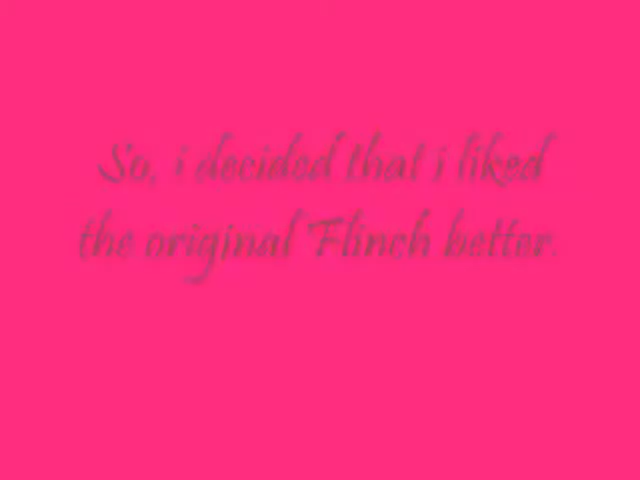 So, i decided that i liked
the original Flinch better.